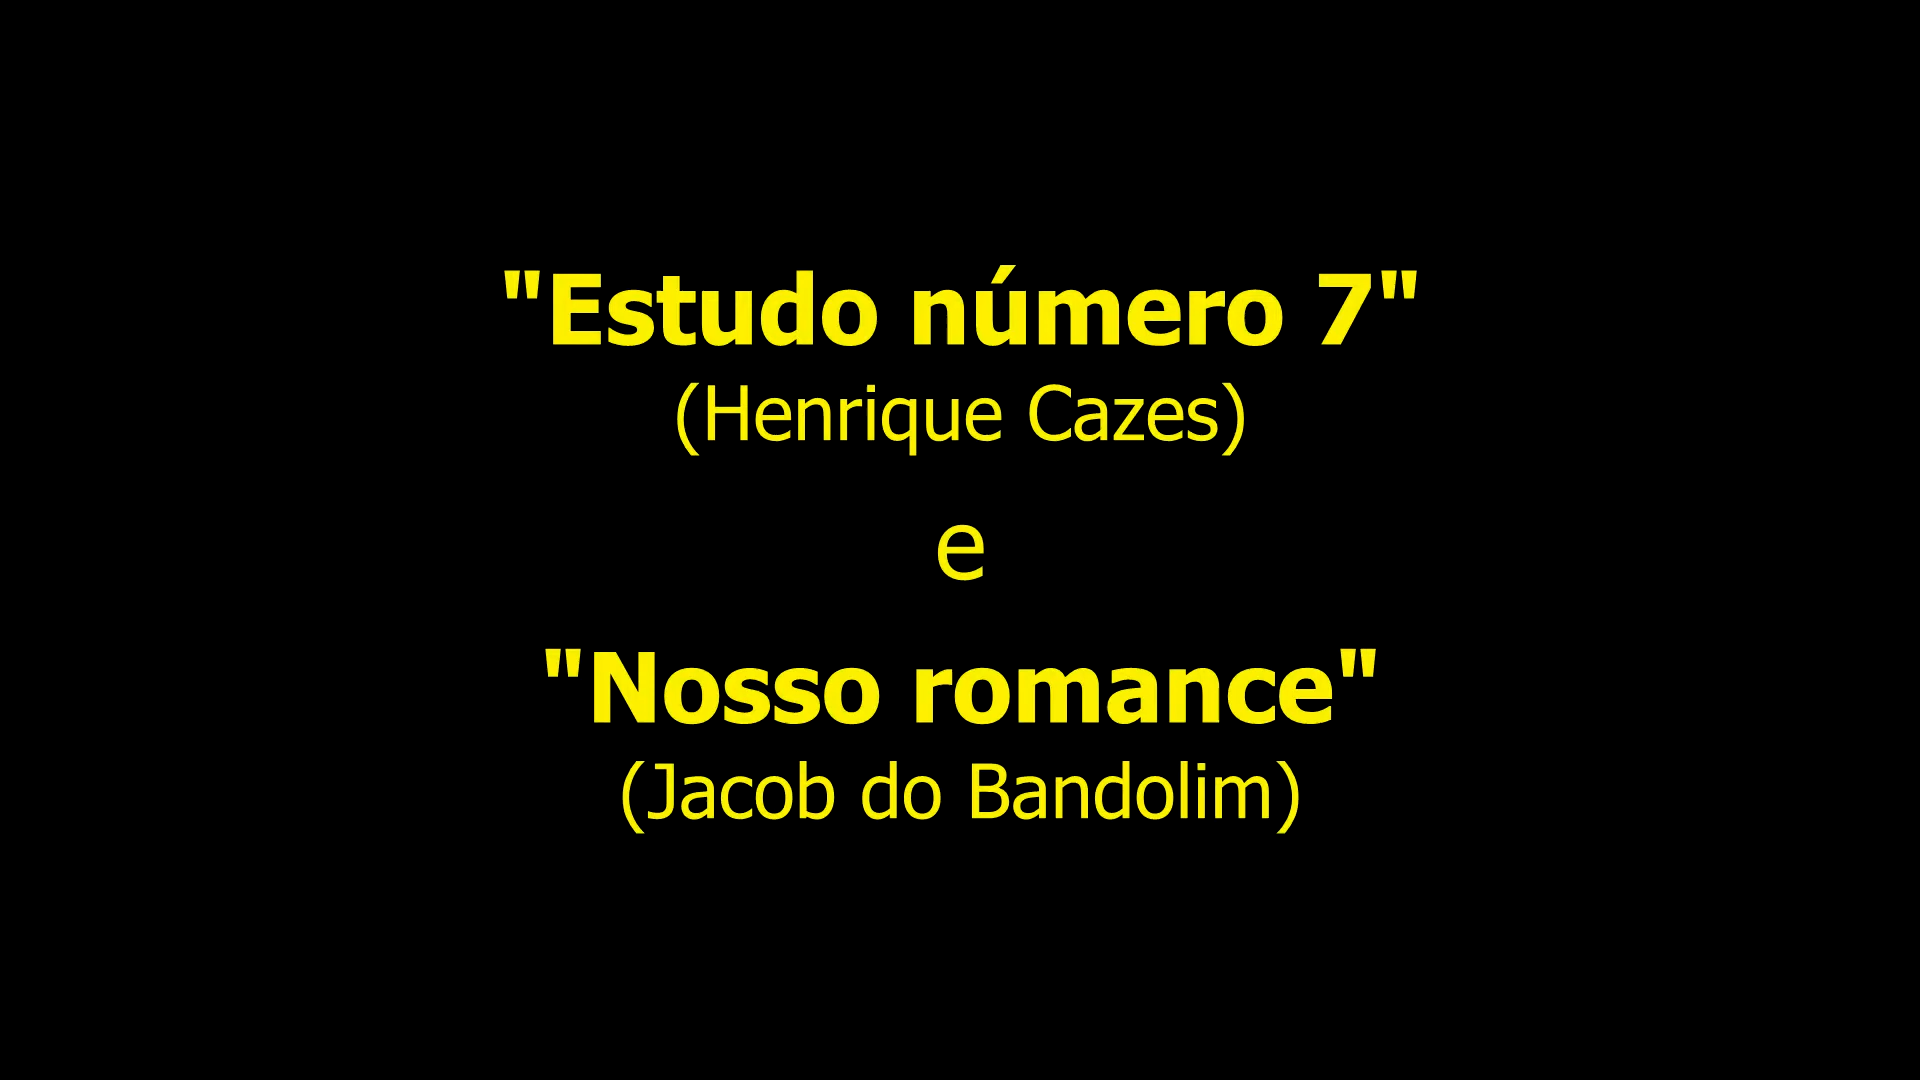 "Estudo número 7"
(Henrique Cazes)
e
"Nosso romance"
(Jacob do Bandolim)